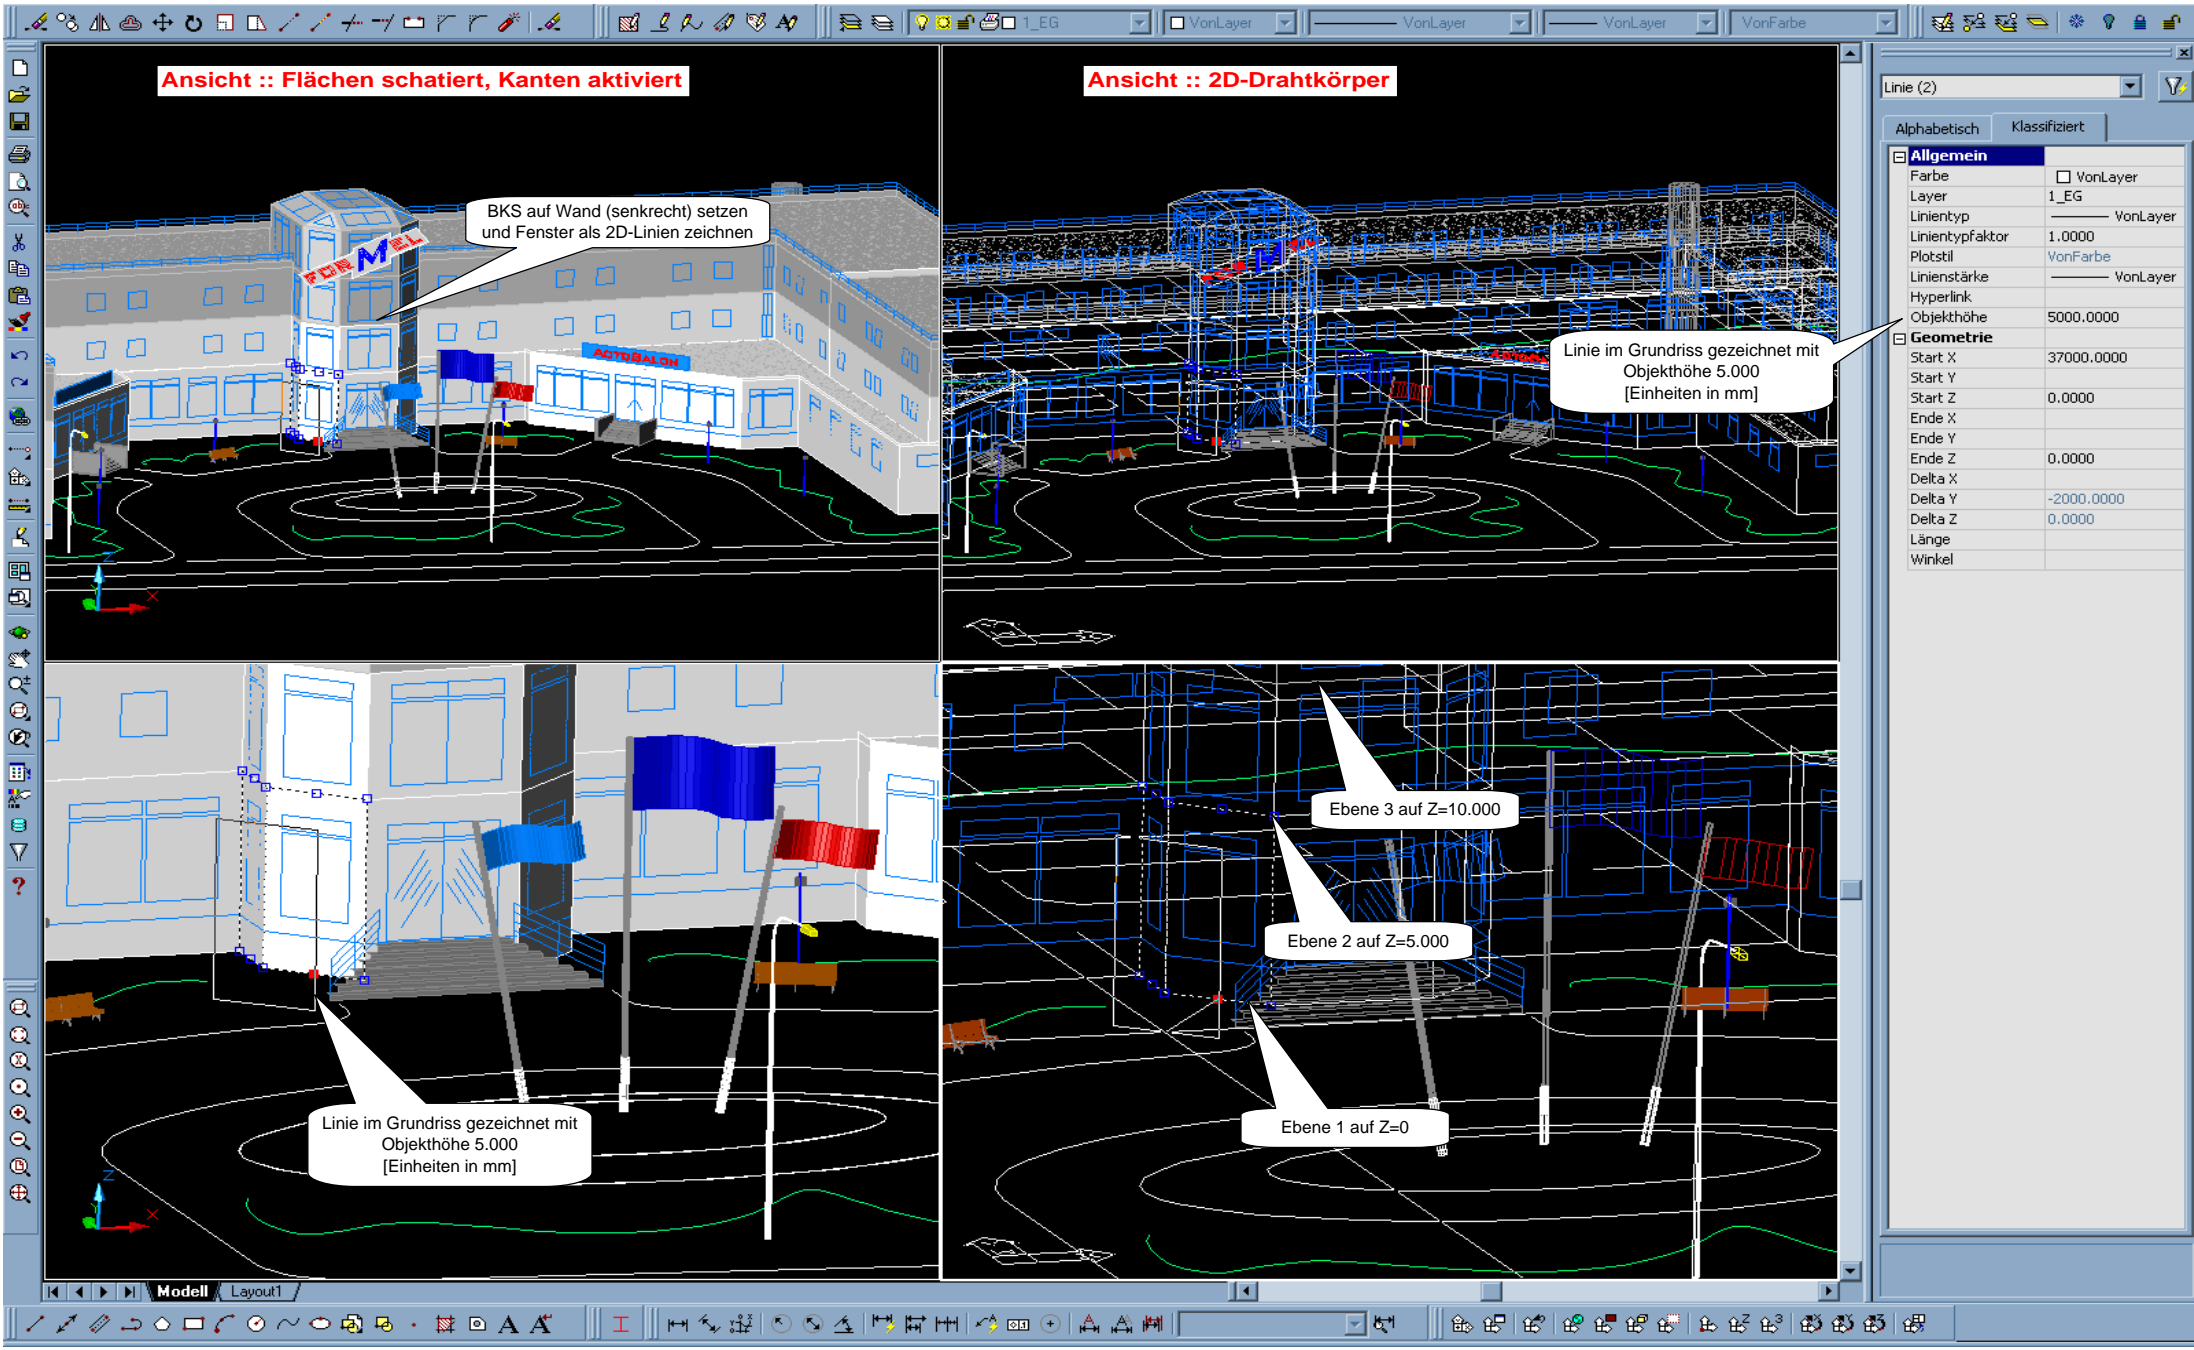 1_EG
VonLayer
VonLayer
VonLayer
VonFarbe
Ansicht :: Flächen schatiert, Kanten aktiviert
Ansicht :: 2D-Drahtkörper
BKS auf Wand (senkrecht) setzen
und Fenster als 2D-Linien zeichnen
FORMEL
AUTOSALON
Linie im Grundriss gezeichnet mit
Objekthöhe 5.000
[Einheiten in mm]
Linie (2)
Alphabetisch
Klassifiziert
Allgemein
Farbe VonLayer
Layer 1_EG
Linientyp VonLayer
Linientypfaktor 1.0000
Plotstil VonFarbe
Linienstärke VonLayer
Hyperlink
Objekthöhe 5000.0000
Geometrie
Start X 37000.0000
Start Y
Start Z 0.0000
Ende X
Ende Y
Ende Z 0.0000
Delta X
Delta Y -2000.0000
Delta Z 0.0000
Länge
Winkel
Z
X
Linie im Grundriss gezeichnet mit
Objekthöhe 5.000
[Einheiten in mm]
Z
X
Ebene 3 auf Z=10.000
Ebene 2 auf Z=5.000
Ebene 1 auf Z=0
Modell
Layout1